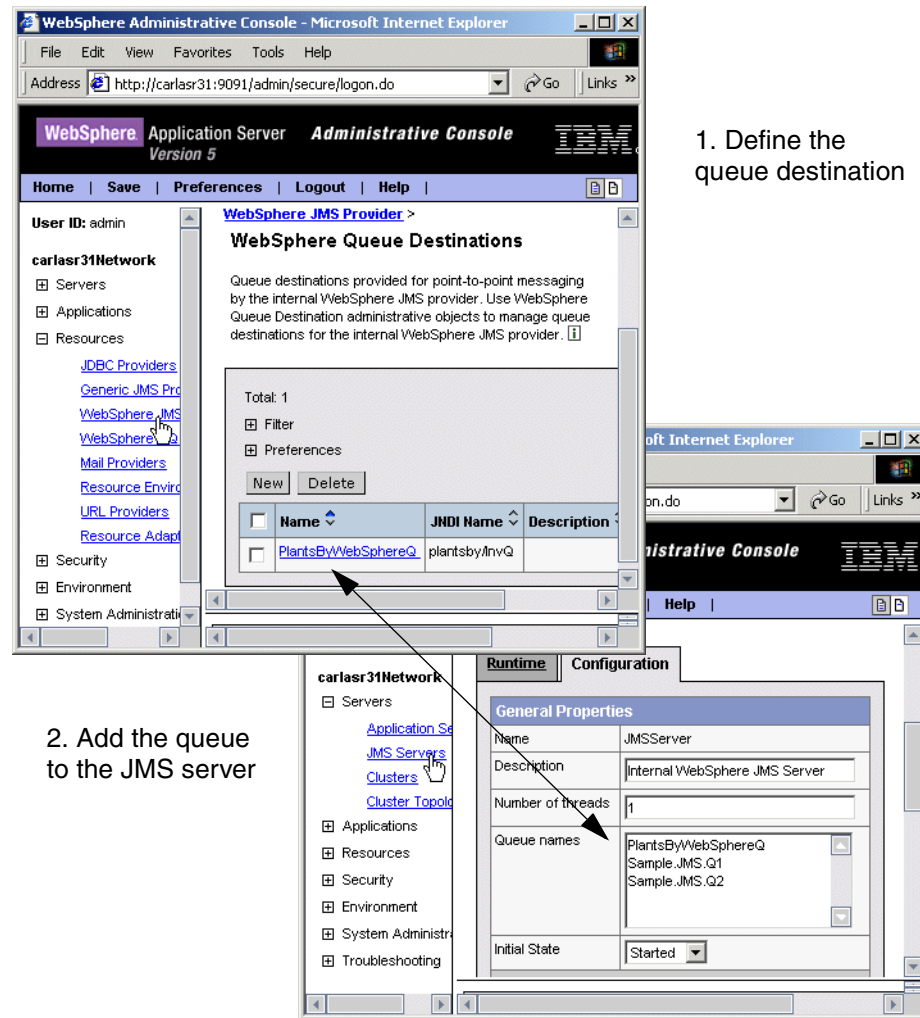 WebSphere Administrative Console - Microsoft Internet Explorer
File Edit View Favorites Tools Help
Address http://carlasr31:9091/admin/secure/logon.do Go Links »
WebSphere. Application Server Administrative Console IBM.
Version 5
Home | Save | Preferences | Logout | Help |
User ID: admin
carlasr31Network
Servers
Applications
Resources
JDBC Providers
Generic JMS Pro
WebSphere JMS
WebSphere
Mail Providers
Resource Enviro
URL Providers
Resource Adapt
Security
Environment
System Administrati
WebSphere JMS Provider >
WebSphere Queue Destinations
Queue destinations provided for point-to-point messaging
by the internal WebSphere JMS provider. Use WebSphere
Queue Destination administrative objects to manage queue
destinations for the internal WebSphere JMS provider. i
Total: 1
Filter
Preferences
New Delete
Name JNDI Name Description
PlantsByWebSphereQ plantsby/InvQ
1. Define the
queue destination
2. Add the queue
to the JMS server
oft Internet Explorer
on.do Go Links »
nistrative Console IBM
| Help |
carlasr31Network
Servers
Application Se
JMS Servers
Clusters
Cluster Topolo
Applications
Resources
Security
Environment
System Administra
Troubleshooting
Runtime Configuration
General Properties
Name JMSServer
Description Internal WebSphere JMS Server
Number of threads 1
Queue names PlantsByWebSphereQ
Sample.JMS.Q1
Sample.JMS.Q2
Initial State Started